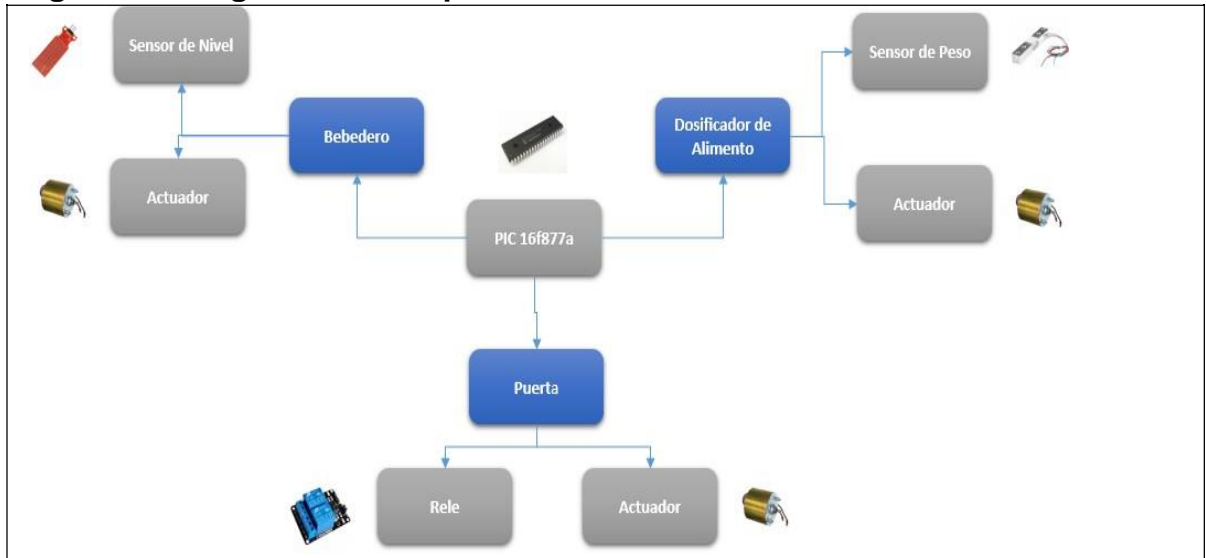 Sensor de Nivel
Sensor de Peso
Bebedero
Dosificador de
Alimento
Actuador
Actuador
PIC 16f877a
Puerta
Rele
Actuador